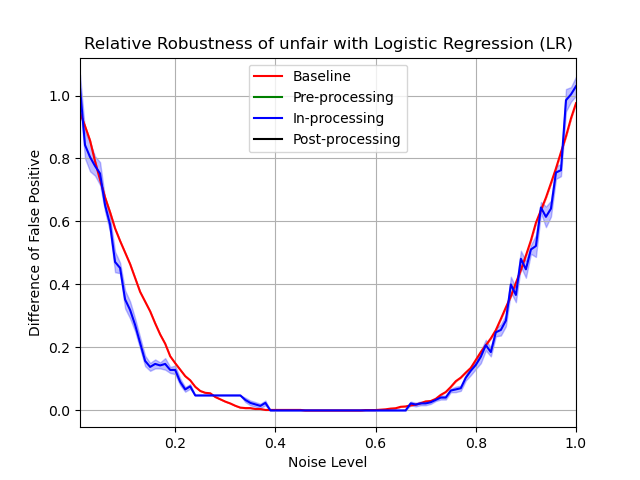 Relative Robustness of unfair with Logistic Regression (LR)
Baseline
Pre-processing
In-processing
Post-processing
Difference of False Positive
1.0
0.8
0.6
0.4
0.2
0.0
0.2 0.4 0.6 0.8 1.0
Noise Level